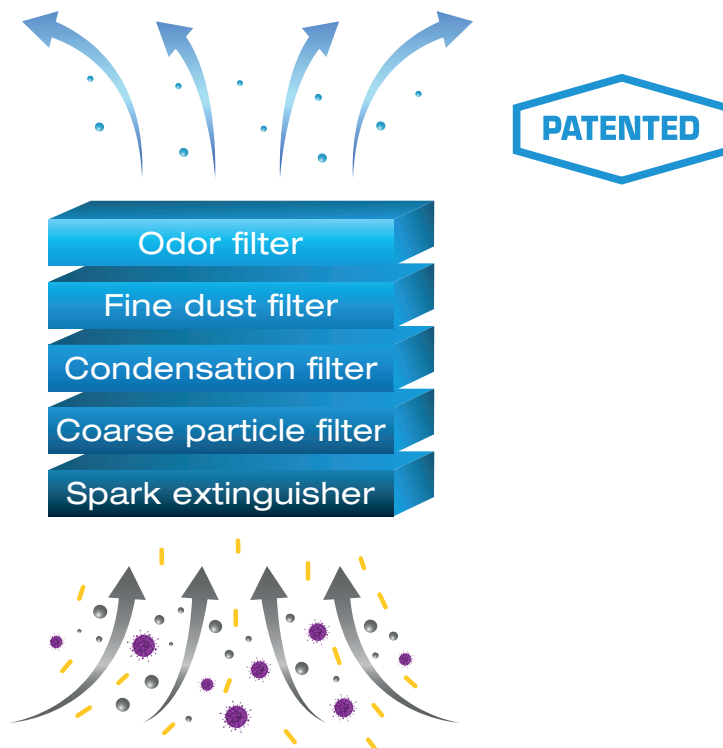 PATENTED
Odor filter
Fine dust filter
Condensation filter
Coarse particle filter
Spark extinguisher